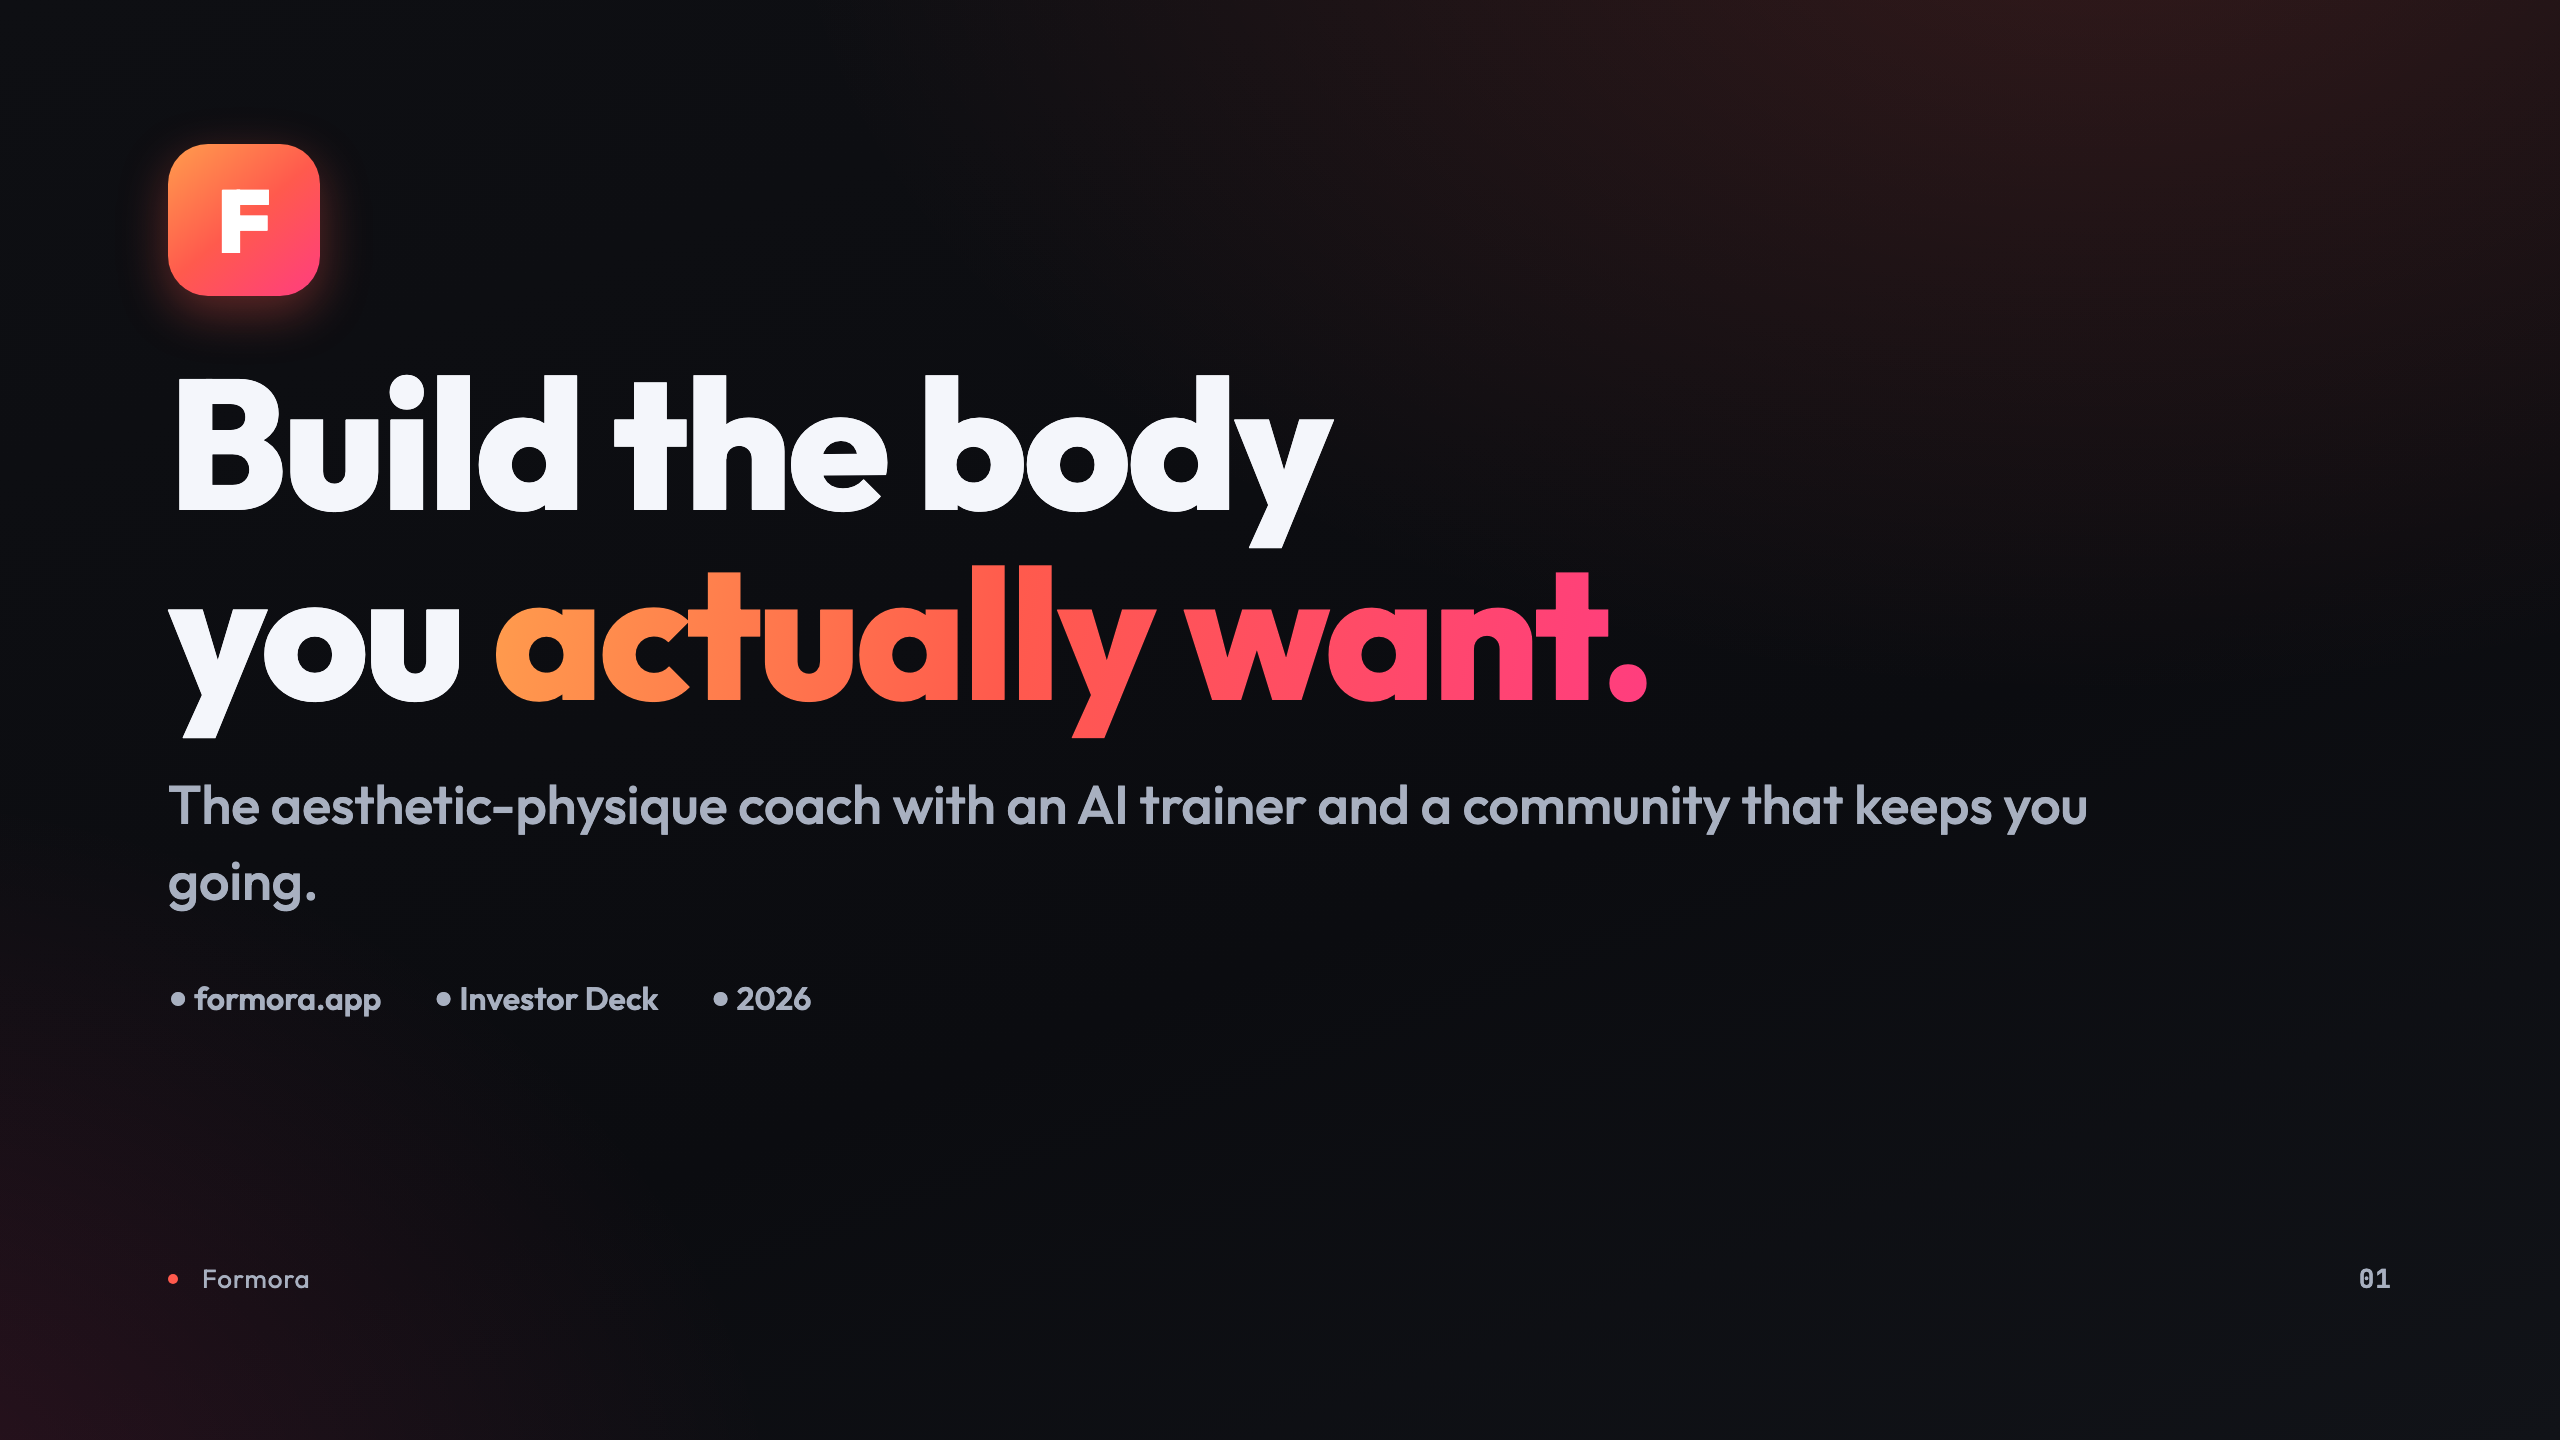 F
Build the body
you actually want.
The aesthetic-physique coach with an AI trainer and a community that keeps you
going.
● formora.app ● Investor Deck ● 2026
● Formora
01